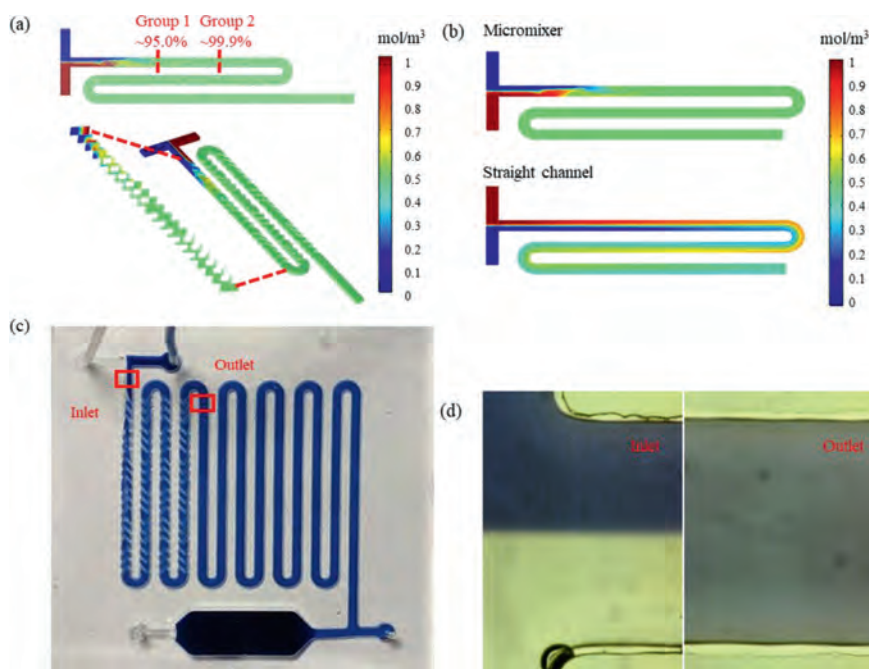 (a)
Group 1
~95.0%
Group 2
~99.9%
mol/m³
1
0.9
0.8
0.7
0.6
0.5
0.4
0.3
0.2
0.1
0
(b)
Micromixer
Straight channel
mol/m³
1
0.9
0.8
0.7
0.6
0.5
0.4
0.3
0.2
0.1
0
(c)
Inlet
Outlet
(d)
Inlet
Outlet